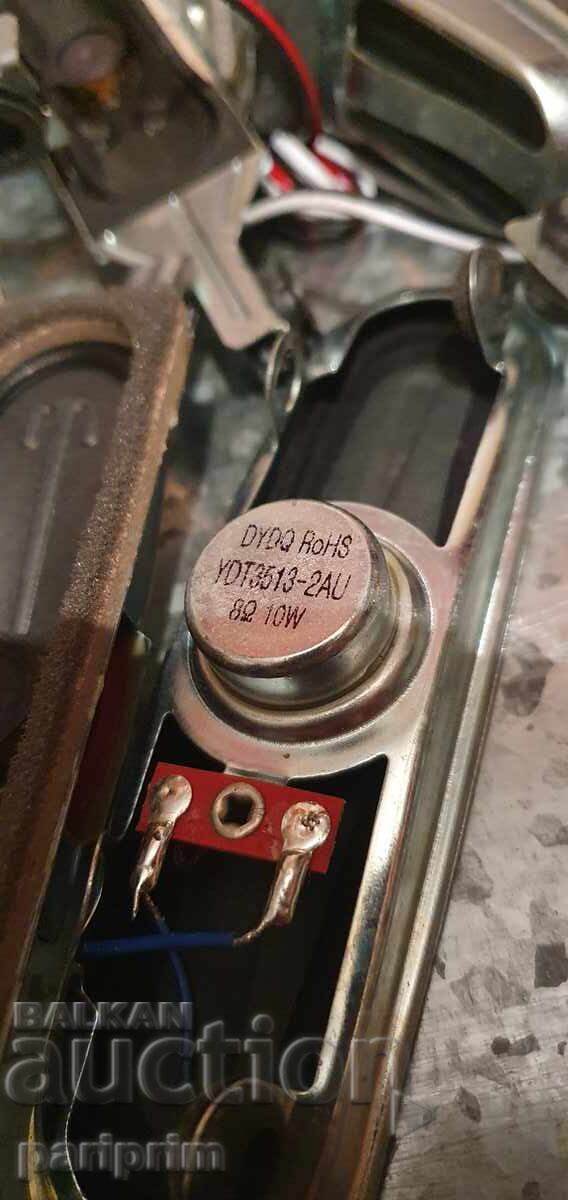 DYDQ RoHS
YDT3513-2AU
8Ω 10W
BALKAN
auction
pariprim